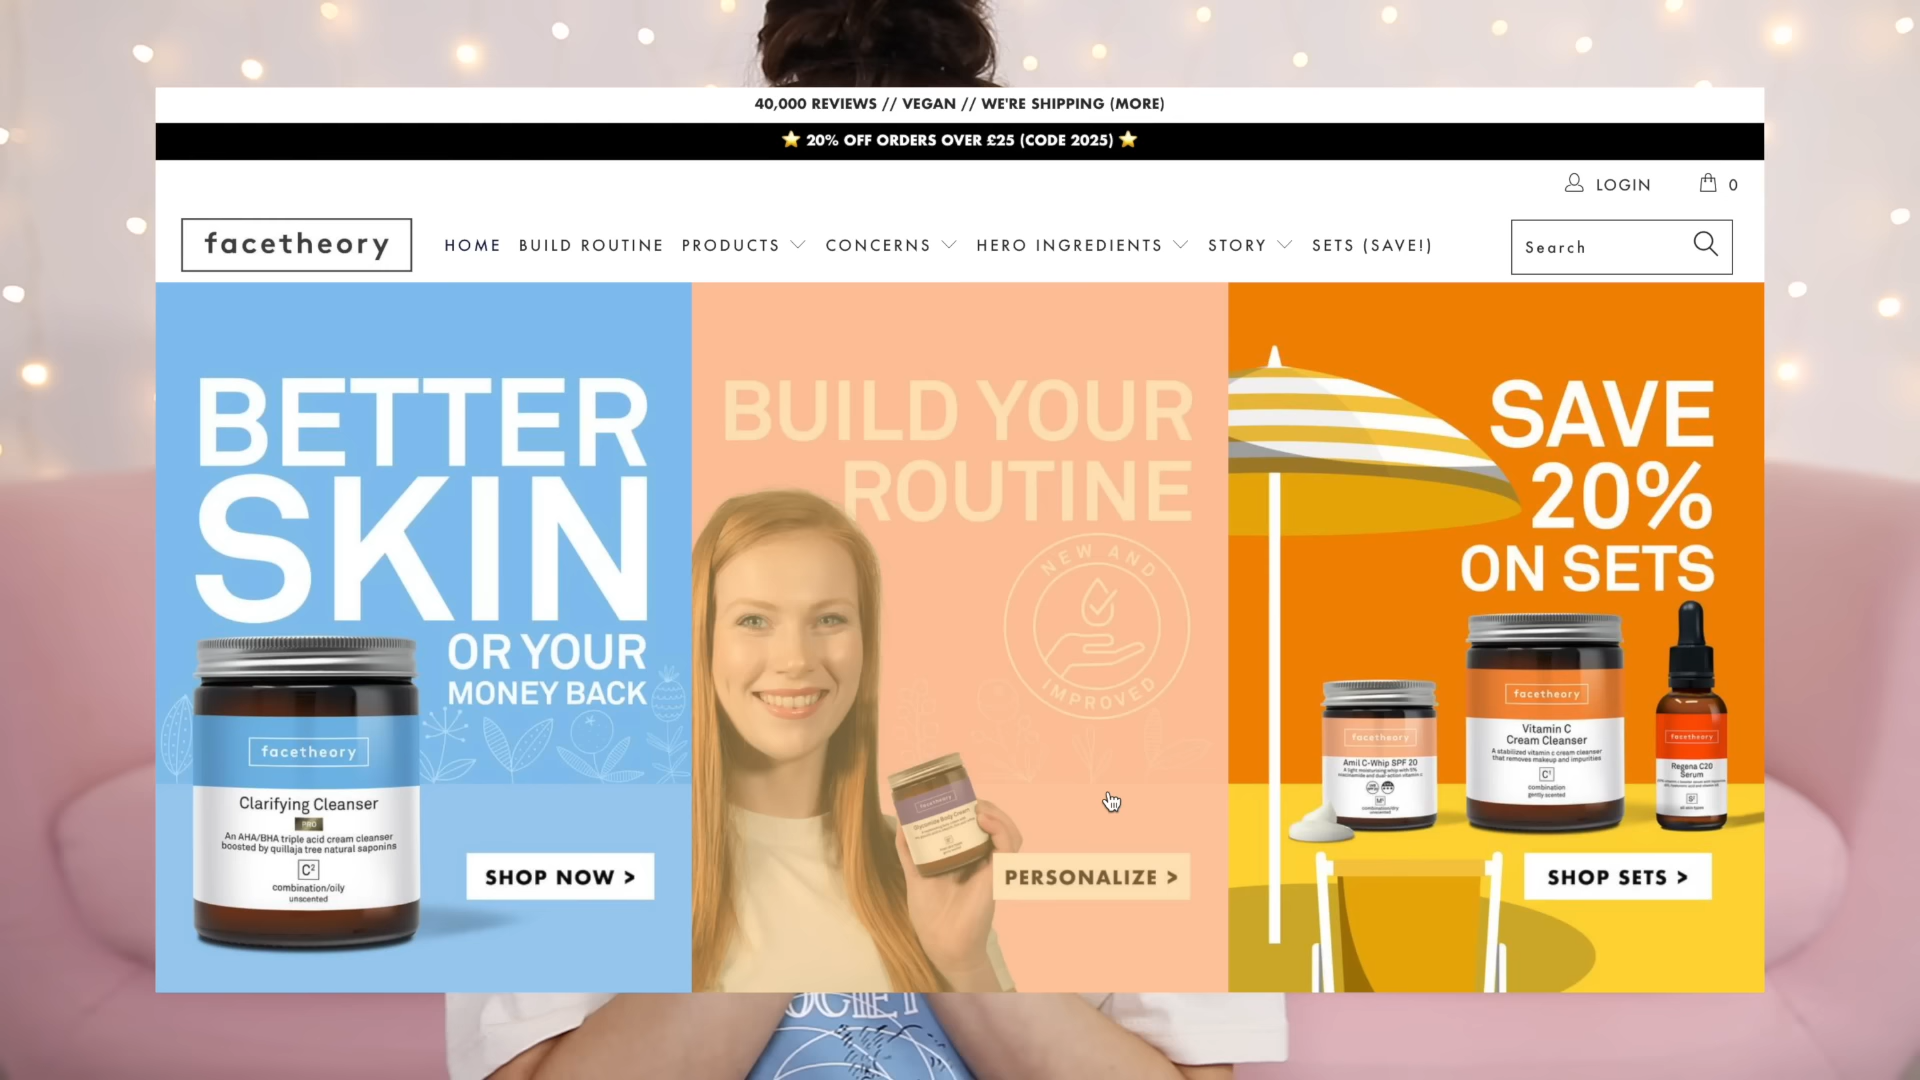 40,000 REVIEWS // VEGAN // WE'RE SHIPPING (MORE)
20% OFF ORDERS OVER £25 (CODE 2025)
LOGIN 0
facetheory
HOME BUILD ROUTINE PRODUCTS CONCERNS HERO INGREDIENTS STORY SETS (SAVE!)
Search
BETTER
SKIN
OR YOUR
MONEY BACK
facetheory
Clarifying Cleanser
PRO
An AHA/BHA triple acid cream cleanser
boosted by quillaja tree natural saponins
C²
combination/oily
unscented
SHOP NOW >
BUILD YOUR
ROUTINE
NEW AND
IMPROVED
facetheory
PERSONALIZE >
SAVE
20%
ON SETS
facetheory
Amil C-Whip SPF 20
facetheory
Vitamin C
Cream Cleanser
A stabilized vitamin c cream cleanser
that removes makeup and impurities
C¹
combination
gently scented
facetheory
Regena C20
Serum
SHOP SETS >